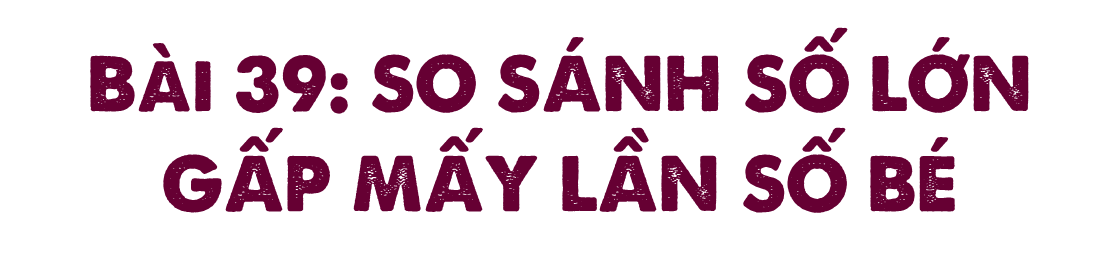 BÀI 39: SO SÁNH SỐ LỚN
GẤP MẤY LẦN SỐ BÉ